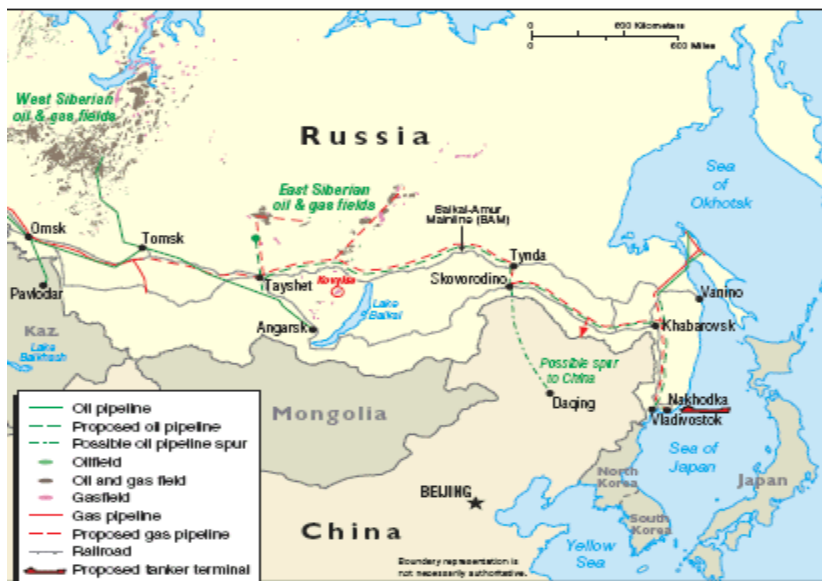 0 600 Kilometers
0 600 Miles
West Siberian
oil & gas fields
Russia
East Siberian
oil & gas fields
Sea
of
Okhotsk
Baikal-Amur
Mainline (BAM)
Omsk
Tomsk
Tynda
Tayshet
Kovykta
Skovorodino
Pavlodar
Vanino
Lake
Baikal
Angarsk
Khabarovsk
Kaz.
Lake
Balkhash
Possible spur
to China
Daqing
Nakhodka
Vladivostok
Mongolia
Sea of
Japan
Japan
North
Korea
South
Korea
BEIJING
China
Yellow
Sea
Boundary representation is
not necessarily authoritative.
Oil pipeline
Proposed oil pipeline
Possible oil pipeline spur
Oilfield
Oil and gas field
Gasfield
Gas pipeline
Proposed gas pipeline
Railroad
Proposed tanker terminal